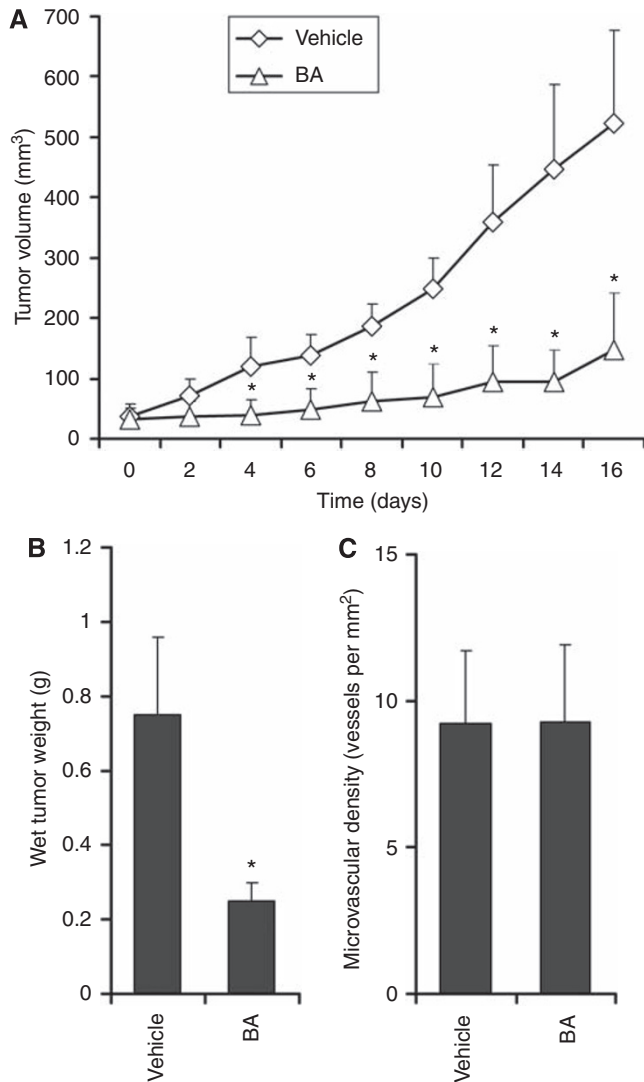 A
700
600
500
400
300
200
100
0
Tumor volume (mm³)
Vehicle
BA
* * * * * * *
0 2 4 6 8 10 12 14 16
Time (days)
B
1.2
1
0.8
0.6
0.4
0.2
0
Wet tumor weight (g)
*
Vehicle BA
C
15
10
5
0
Microvascular density (vessels per mm²)
Vehicle BA